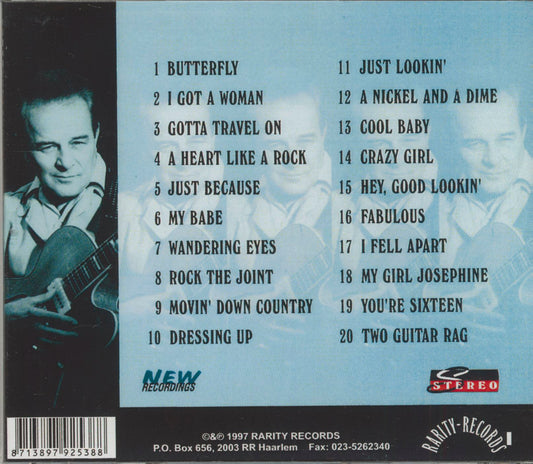 1 BUTTERFLY
2 I GOT A WOMAN
3 GOTTA TRAVEL ON
4 A HEART LIKE A ROCK
5 JUST BECAUSE
6 MY BABE
7 WANDERING EYES
8 ROCK THE JOINT
9 MOVIN' DOWN COUNTRY
10 DRESSING UP
11 JUST LOOKIN'
12 A NICKEL AND A DIME
13 COOL BABY
14 CRAZY GIRL
15 HEY, GOOD LOOKIN'
16 FABULOUS
17 I FELL APART
18 MY GIRL JOSEPHINE
19 YOU'RE SIXTEEN
20 TWO GUITAR RAG
NEW
RECORDINGS
STEREO
8 713897 925388
©&℗ 1997 RARITY RECORDS
P.O. Box 656, 2003 RR Haarlem Fax: 023-5262340
RARITY-RECORDS